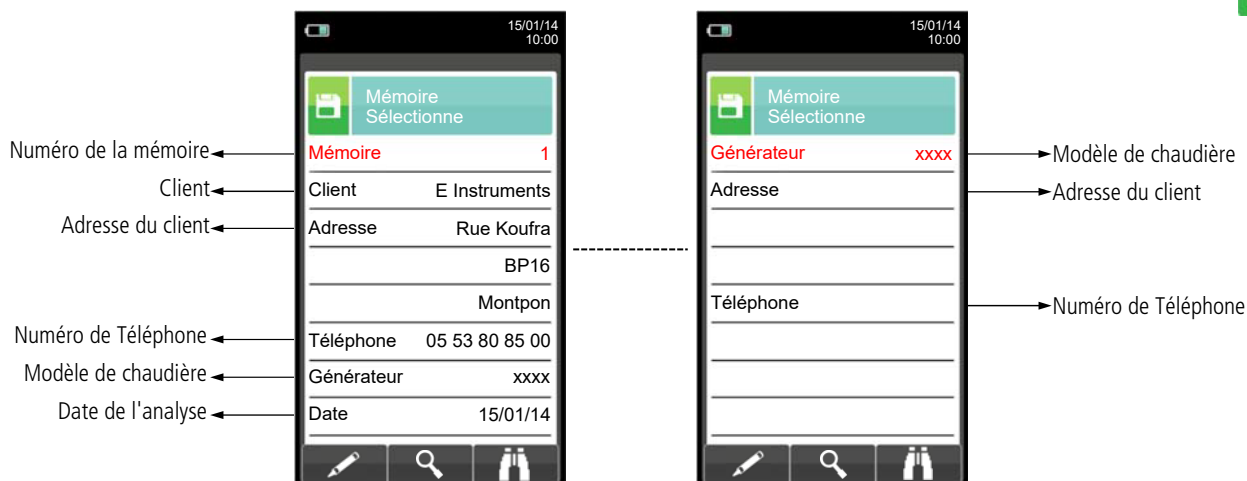 15/01/14
10:00
Mémoire
Sélectionne
Numéro de la mémoire
Mémoire 1
Client
Client E Instruments
Adresse du client
Adresse Rue Koufra
BP16
Montpon
Numéro de Téléphone
Téléphone 05 53 80 85 00
Modèle de chaudière
Générateur xxxx
Date de l'analyse
Date 15/01/14
15/01/14
10:00
Mémoire
Sélectionne
Générateur xxxx
Modèle de chaudière
Adresse
Adresse du client
Téléphone
Numéro de Téléphone